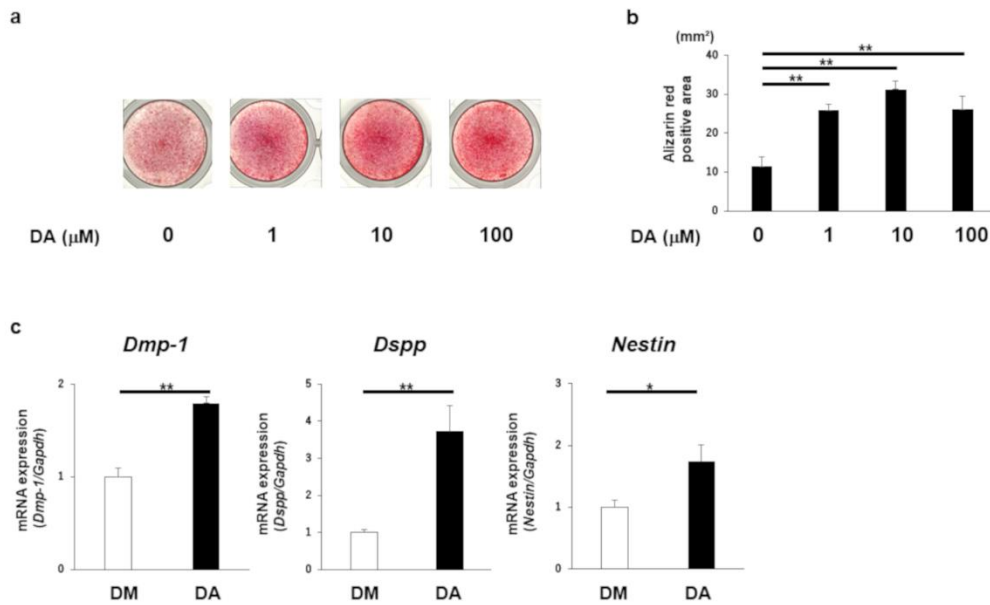 a
DA (μM) 0 1 10 100
b
(mm²)
Alizarin red
positive area
40
30
20
10
0
**
**
**
DA (μM) 0 1 10 100
c
Dmp-1
mRNA expression
(Dmp-1/Gapdh)
2
1
0
**
DM DA
Dspp
mRNA expression
(Dspp/Gapdh)
5
4
3
2
1
0
**
DM DA
Nestin
mRNA expression
(Nestin/Gapdh)
3
2
1
0
*
DM DA